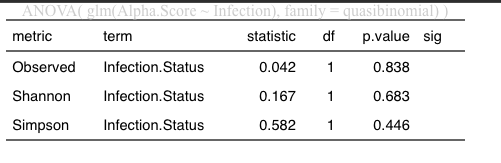 ANOVA( glm(Alpha.Score ~ Infection), family = quasibinomial) )
metric term statistic df p.value sig
Observed Infection.Status 0.042 1 0.838
Shannon Infection.Status 0.167 1 0.683
Simpson Infection.Status 0.582 1 0.446